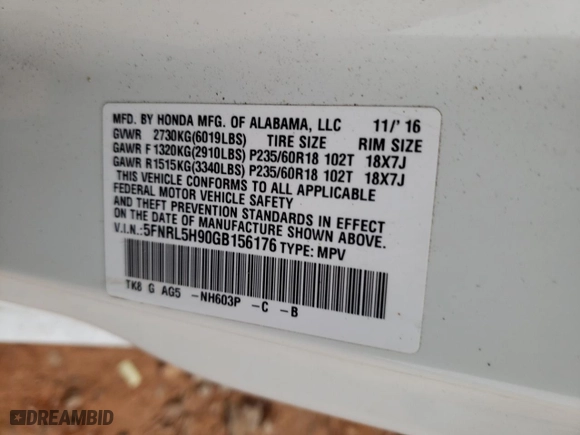 MFD. BY HONDA MFG. OF ALABAMA, LLC 11/'16
GVWR 2730KG(6019LBS) TIRE SIZE RIM SIZE
GAWR F 1320KG(2910LBS) P235/60R18 102T 18X7J
GAWR R1515KG(3340LBS) P235/60R18 102T 18X7J
THIS VEHICLE CONFORMS TO ALL APPLICABLE
FEDERAL MOTOR VEHICLE SAFETY
AND THEFT PREVENTION STANDARDS IN EFFECT
ON THE DATE OF MANUFACTURE SHOWN ABOVE.
V.I.N.:5FNRL5H90GB156176 TYPE: MPV
TK8 G AG5 -NH603P -C -B
DREAMBID